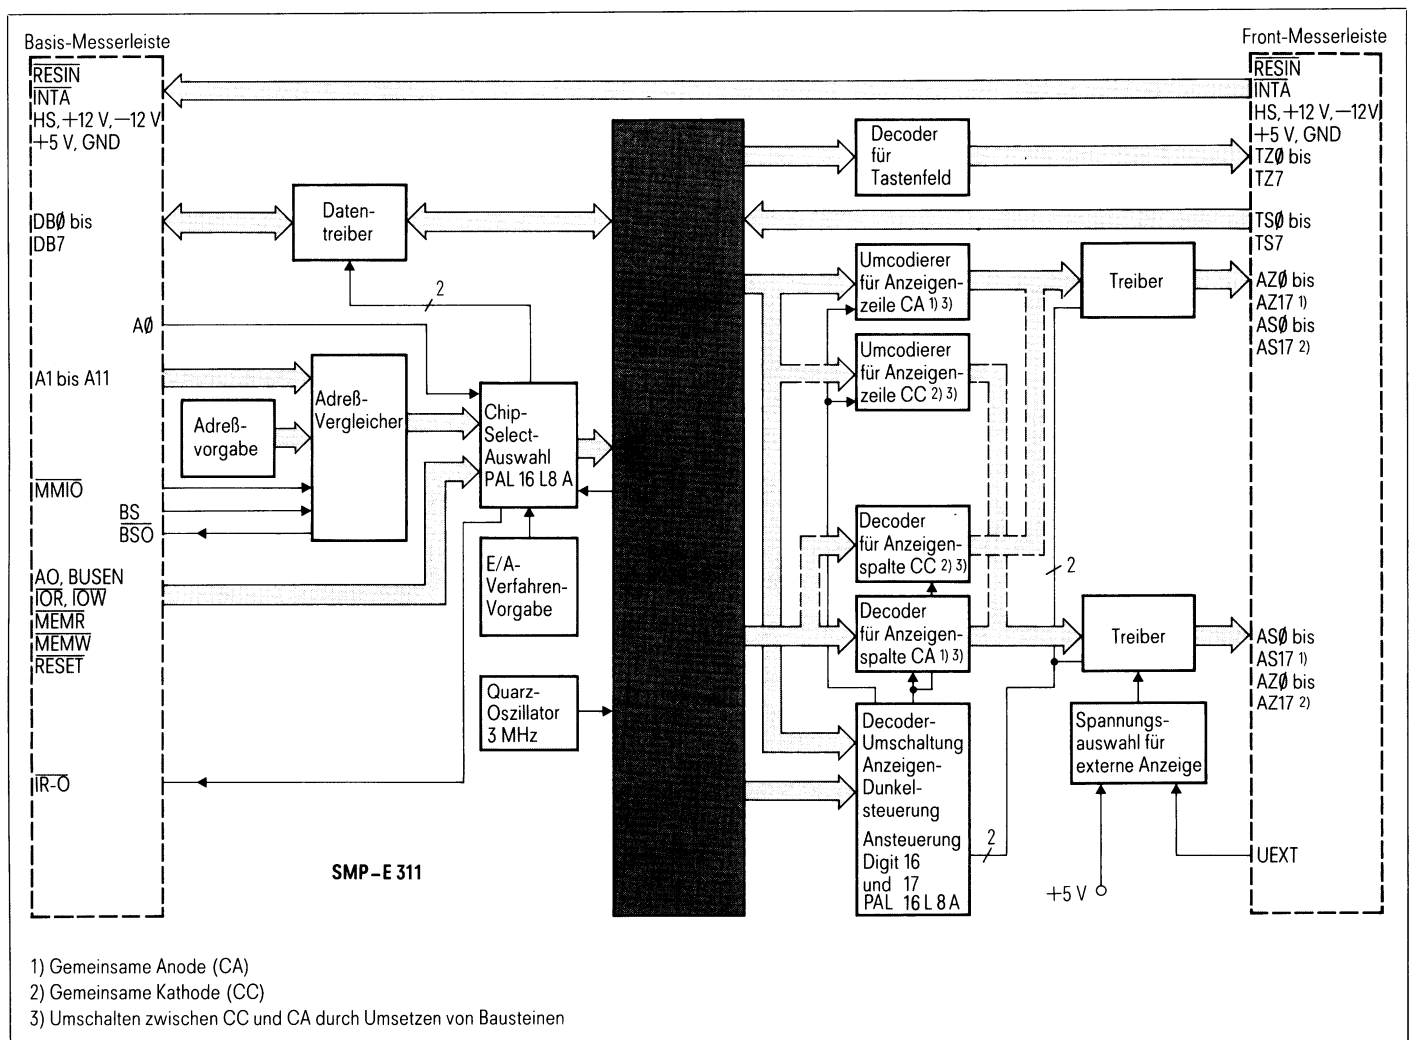 Basis-Messerleiste
RESIN
INTA
HS, +12 V, −12 V
+5 V, GND
DBØ bis
DB7
AØ
A1 bis A11
MMIO
BS
BSO
AO, BUSEN
IOR, IOW
MEMR
MEMW
RESET
IR-O
Daten-
treiber
2
Adreß-
vorgabe
Adreß-
Vergleicher
Chip-
Select-
Auswahl
PAL 16 L8 A
E/A-
Verfahren-
Vorgabe
Quarz-
Oszillator
3 MHz
SMP-E 311
Decoder
für
Tastenfeld
Umcodierer
für Anzeigen-
zeile CA 1) 3)
Umcodierer
für Anzeigen-
zeile CC 2) 3)
Decoder
für Anzeigen-
spalte CC 2) 3)
Decoder
für Anzeigen-
spalte CA 1) 3)
Decoder-
Umschaltung
Anzeigen-
Dunkel-
steuerung
Ansteuerung
Digit 16
und 17
PAL 16 L 8 A
2
2
Treiber
Treiber
Spannungs-
auswahl für
externe Anzeige
+5 V
Front-Messerleiste
RESIN
INTA
HS, +12 V, −12V
+5 V, GND
TZØ bis
TZ7
TSØ bis
TS7
AZØ bis
AZ17 1)
ASØ bis
AS17 2)
ASØ bis
AS17 1)
AZØ bis
AZ17 2)
UEXT
1) Gemeinsame Anode (CA)
2) Gemeinsame Kathode (CC)
3) Umschalten zwischen CC und CA durch Umsetzen von Bausteinen